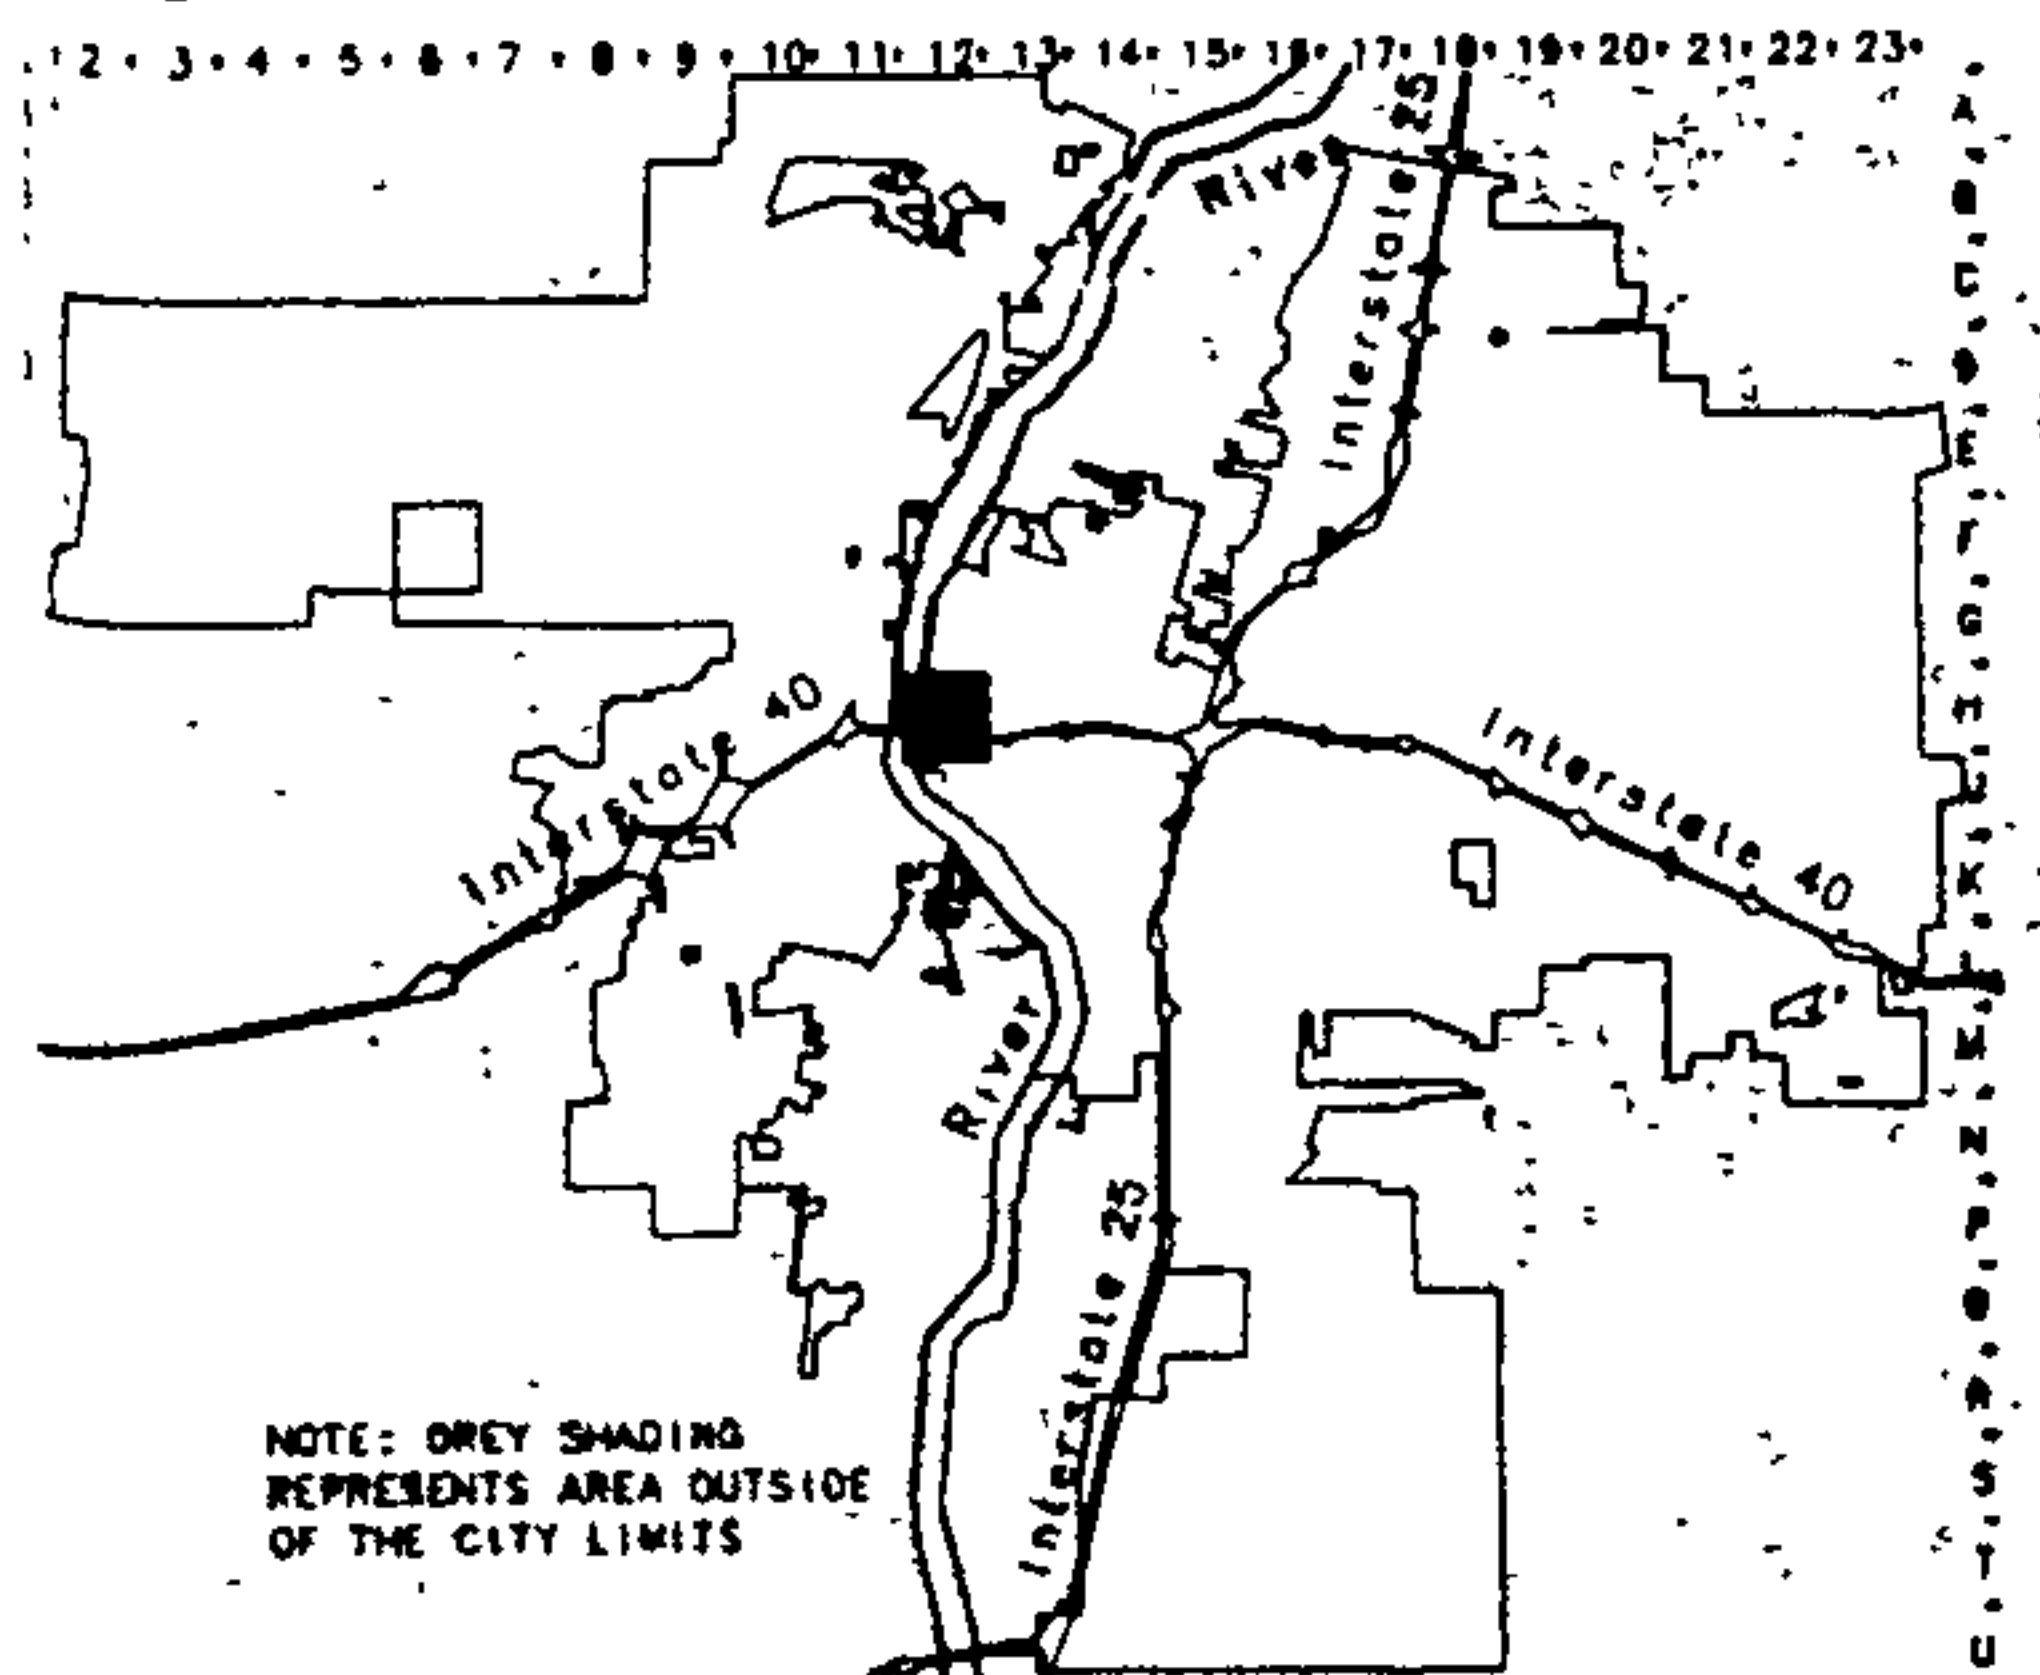 2 · 3 · 4 · 5 · 6 · 7 · 8 · 9 · 10 · 11 · 12 · 13 · 14 · 15 · 16 · 17 · 18 · 19 · 20 · 21 · 22 · 23 ·
River
Interstate 25
Interstate 40
Interstate 40
River
Interstate 25
NOTE: GREY SHADING
REPRESENTS AREA OUTSIDE
OF THE CITY LIMITS
A
C
E
F
G
H
J
K
L
M
N
P
R
S
T
U